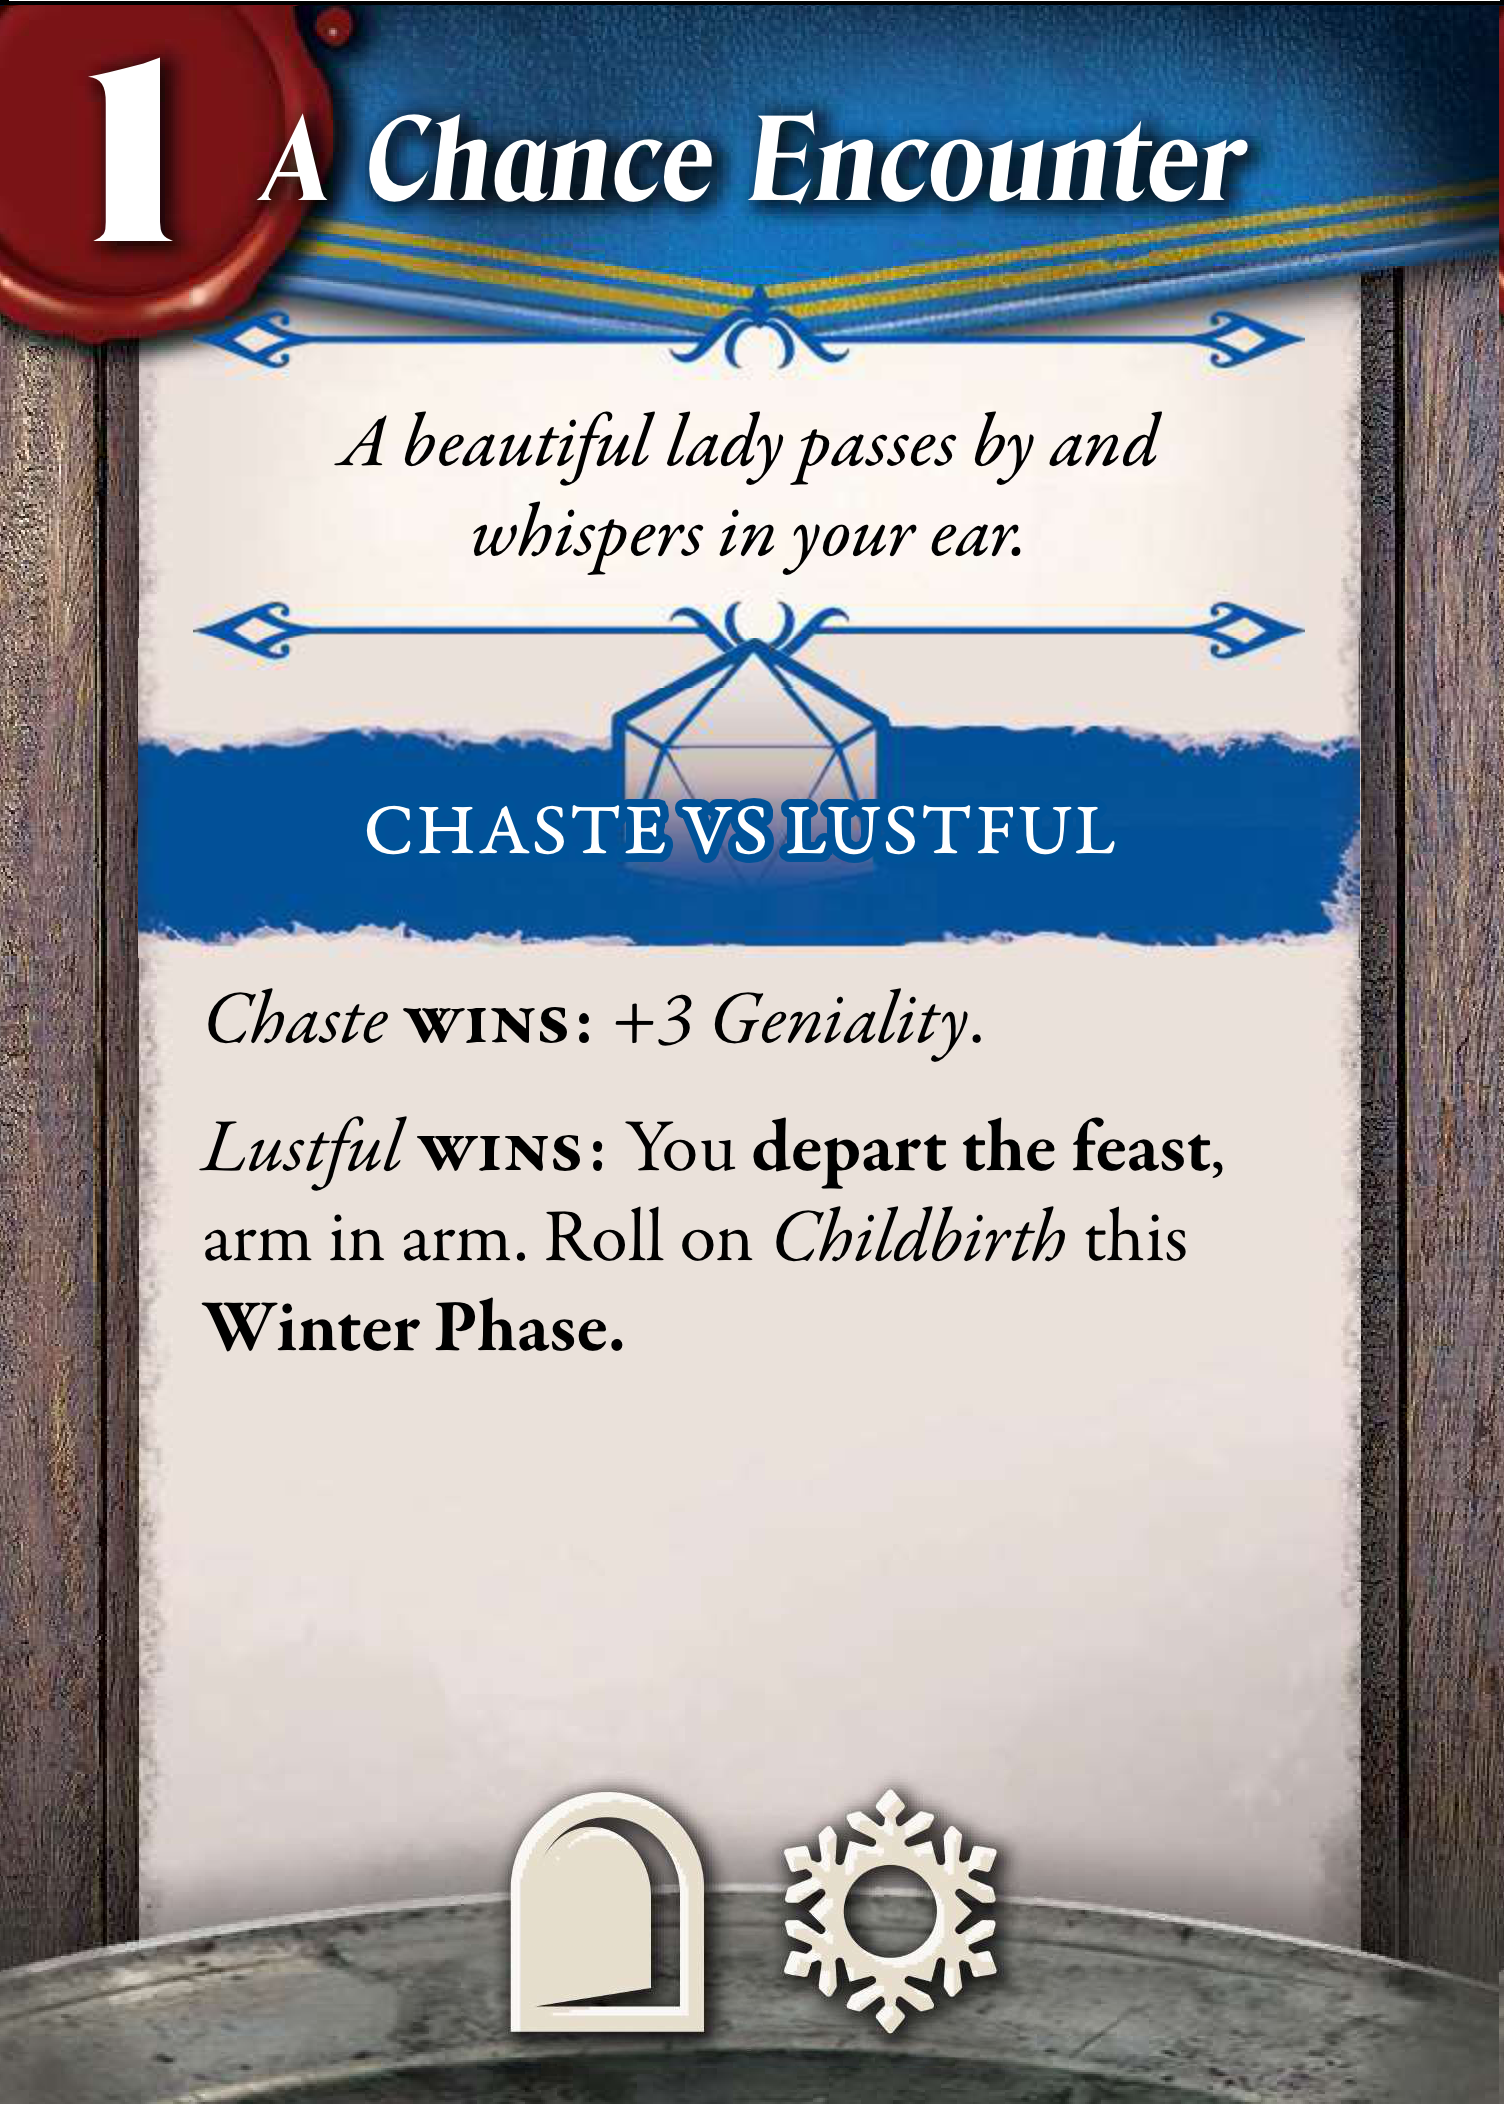 1
A Chance Encounter
A beautiful lady passes by and
whispers in your ear.
CHASTE VS LUSTFUL
Chaste WINS: +3 Geniality.
Lustful WINS: You depart the feast,
arm in arm. Roll on Childbirth this
Winter Phase.